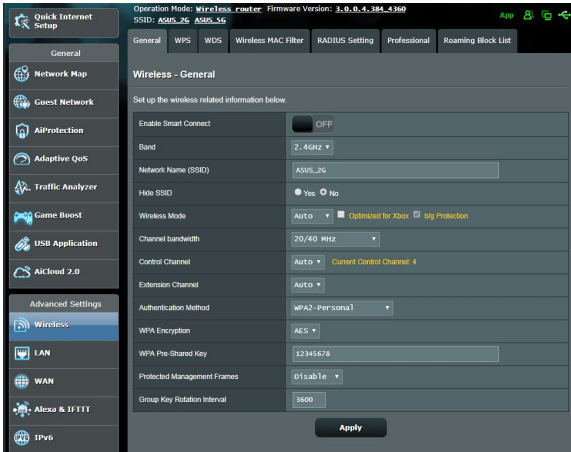 Quick Internet
Setup
General
Network Map
Guest Network
AiProtection
Adaptive QoS
Traffic Analyzer
Game Boost
USB Application
AiCloud 2.0
Advanced Settings
Wireless
LAN
WAN
Alexa & IFTTT
IPv6
Operation Mode: Wireless router Firmware Version: 3.0.0.4.384_4360
SSID: ASUS_2G ASUS_5G
App
General WPS WDS Wireless MAC Filter RADIUS Setting Professional Roaming Block List
Wireless - General
Set up the wireless related information below.
Enable Smart Connect OFF
Band 2.4GHz
Network Name (SSID) ASUS_2G
Hide SSID Yes No
Wireless Mode Auto Optimized for Xbox b/g Protection
Channel bandwidth 20/40 MHz
Control Channel Auto Current Control Channel: 4
Extension Channel Auto
Authentication Method WPA2-Personal
WPA Encryption AES
WPA Pre-Shared Key 12345678
Protected Management Frames Disable
Group Key Rotation Interval 3600
Apply